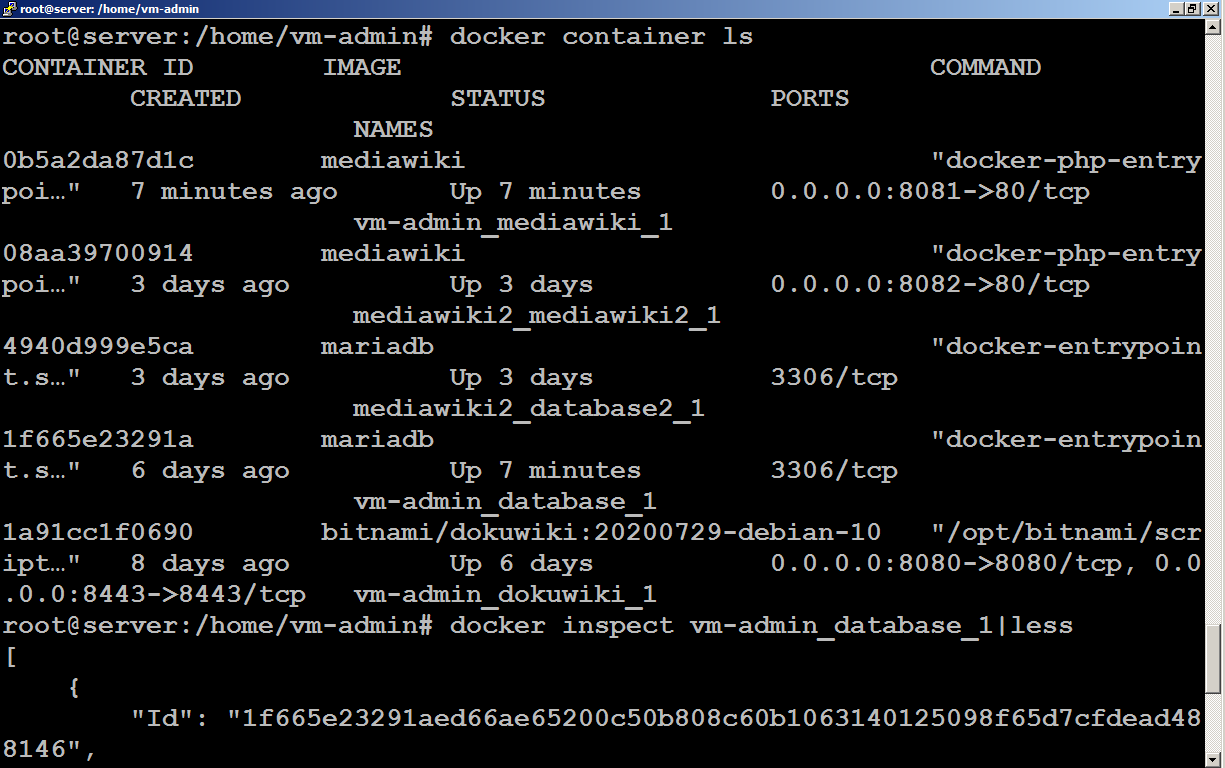 root@server: /home/vm-admin
root@server:/home/vm-admin# docker container ls
CONTAINER ID        IMAGE                                 COMMAND
        CREATED             STATUS              PORTS
                      NAMES
0b5a2da87d1c        mediawiki                             "docker-php-entry
poi…"   7 minutes ago       Up 7 minutes        0.0.0.0:8081->80/tcp
                      vm-admin_mediawiki_1
08aa39700914        mediawiki                             "docker-php-entry
poi…"   3 days ago          Up 3 days           0.0.0.0:8082->80/tcp
                      mediawiki2_mediawiki2_1
4940d999e5ca        mariadb                               "docker-entrypoin
t.s…"   3 days ago          Up 3 days           3306/tcp
                      mediawiki2_database2_1
1f665e23291a        mariadb                               "docker-entrypoin
t.s…"   6 days ago          Up 7 minutes        3306/tcp
                      vm-admin_database_1
1a91cc1f0690        bitnami/dokuwiki:20200729-debian-10   "/opt/bitnami/scr
ipt…"   8 days ago          Up 6 days           0.0.0.0:8080->8080/tcp, 0.0
.0.0:8443->8443/tcp   vm-admin_dokuwiki_1
root@server:/home/vm-admin# docker inspect vm-admin_database_1|less
[
    {
        "Id": "1f665e23291aed66ae65200c50b808c60b1063140125098f65d7cfdead48
8146",